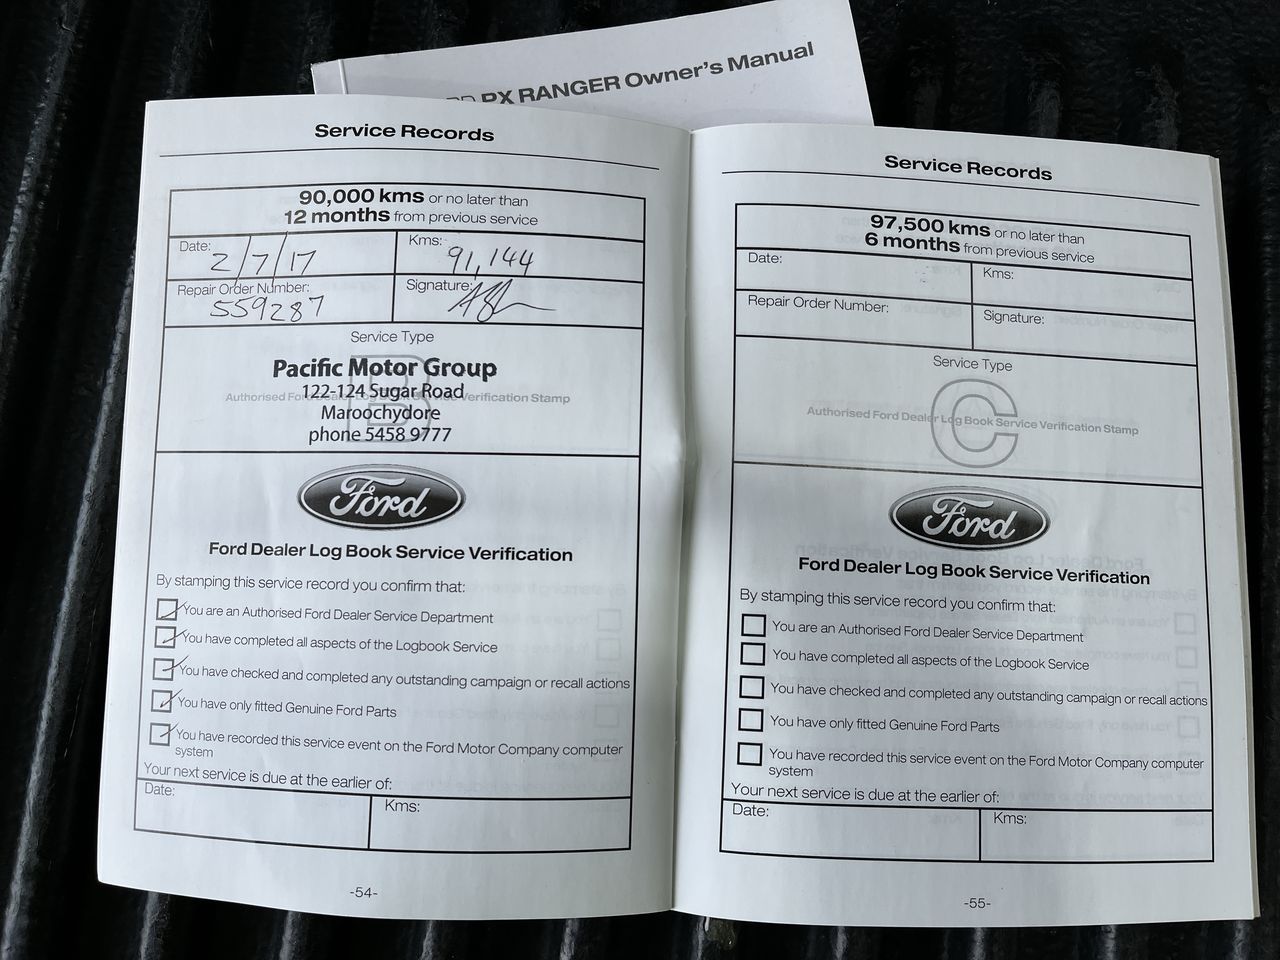 PX RANGER Owner's Manual
Service Records
90,000 kms or no later than
12 months from previous service
Date: 2/7/17
Kms: 91,144
Repair Order Number: 559287
Signature:
Service Type
B
Pacific Motor Group
122-124 Sugar Road
Authorised Ford Dealer Log Book Service Verification Stamp
Maroochydore
phone 5458 9777
Ford
Ford Dealer Log Book Service Verification
By stamping this service record you confirm that:
You are an Authorised Ford Dealer Service Department
You have completed all aspects of the Logbook Service
You have checked and completed any outstanding campaign or recall actions
You have only fitted Genuine Ford Parts
You have recorded this service event on the Ford Motor Company computer
system
Your next service is due at the earlier of:
Date:
Kms:
-54-
Service Records
97,500 kms or no later than
6 months from previous service
Date:
Kms:
Repair Order Number:
Signature:
Service Type
C
Authorised Ford Dealer Log Book Service Verification Stamp
Ford
Ford Dealer Log Book Service Verification
By stamping this service record you confirm that:
You are an Authorised Ford Dealer Service Department
You have completed all aspects of the Logbook Service
You have checked and completed any outstanding campaign or recall actions
You have only fitted Genuine Ford Parts
You have recorded this service event on the Ford Motor Company computer
system
Your next service is due at the earlier of:
Date:
Kms:
-55-